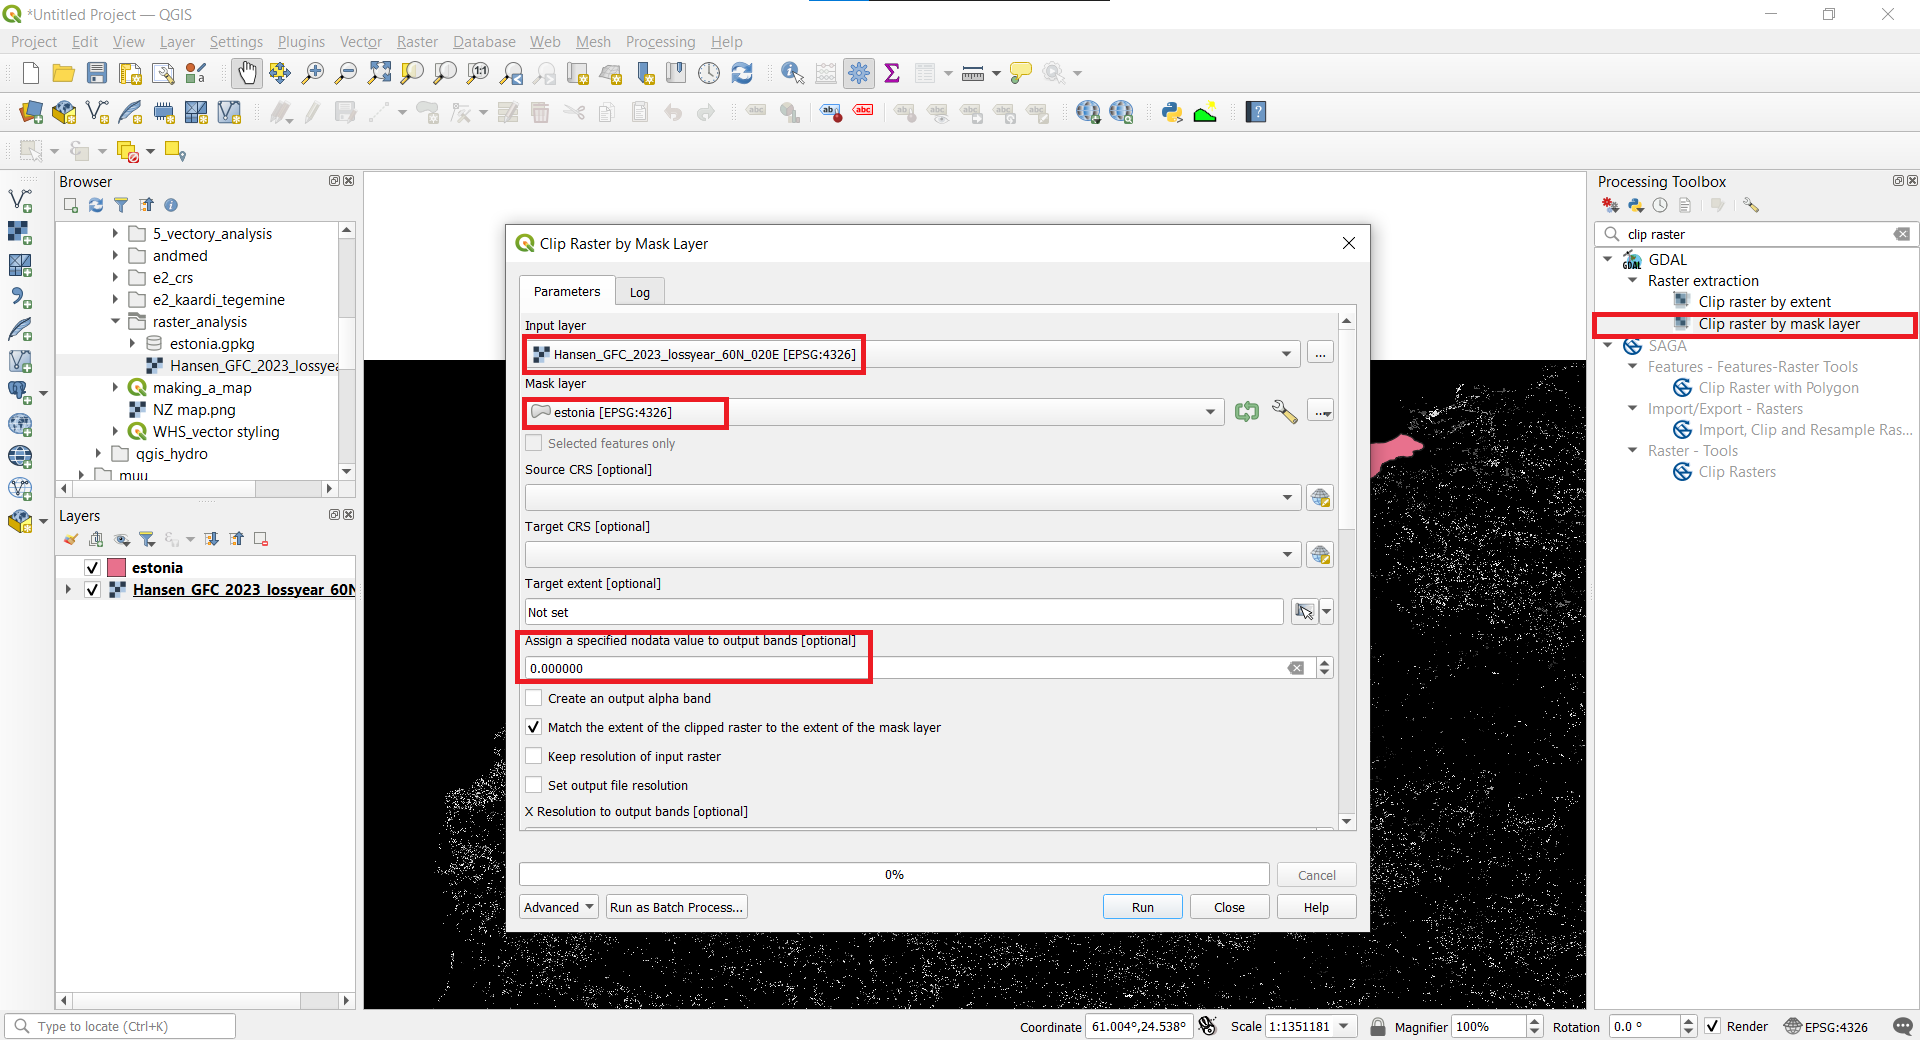 *Untitled Project — QGIS
Project Edit View Layer Settings Plugins Vector Raster Database Web Mesh Processing Help
Browser
5_vectory_analysis
andmed
e2_crs
e2_kaardi_tegemine
raster_analysis
estonia.gpkg
Hansen_GFC_2023_lossyea
making_a_map
NZ map.png
WHS_vector styling
qgis_hydro
muu
Layers
estonia
Hansen_GFC_2023_lossyear_60N
Clip Raster by Mask Layer
Parameters
Log
Input layer
Hansen_GFC_2023_lossyear_60N_020E [EPSG:4326]
...
Mask layer
estonia [EPSG:4326]
...
Selected features only
Source CRS [optional]
Target CRS [optional]
Target extent [optional]
Not set
Assign a specified nodata value to output bands [optional]
0.000000
Create an output alpha band
Match the extent of the clipped raster to the extent of the mask layer
Keep resolution of input raster
Set output file resolution
X Resolution to output bands [optional]
0%
Cancel
Advanced
Run as Batch Process...
Run
Close
Help
Processing Toolbox
clip raster
GDAL
GDAL
Raster extraction
Clip raster by extent
Clip raster by mask layer
SAGA
Features - Features-Raster Tools
Clip Raster with Polygon
Import/Export - Rasters
Import, Clip and Resample Ras...
Raster - Tools
Clip Rasters
Type to locate (Ctrl+K)
Coordinate 61.004°,24.538°
Scale 1:1351181
Magnifier 100%
Rotation 0.0 °
Render
EPSG:4326